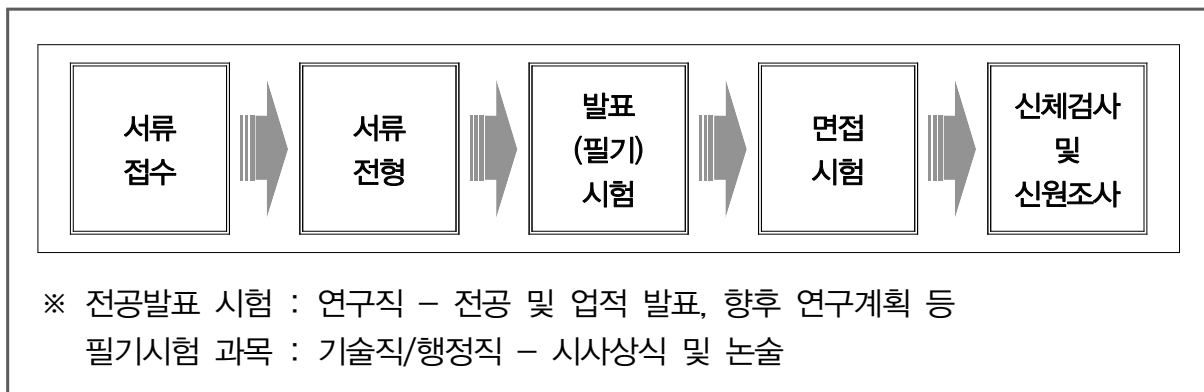 서류
접수
서류
전형
발표
(필기)
시험
면접
시험
신체검사
및
신원조사
※ 전공발표 시험 : 연구직 – 전공 및 업적 발표, 향후 연구계획 등
필기시험 과목 : 기술직/행정직 – 시사상식 및 논술